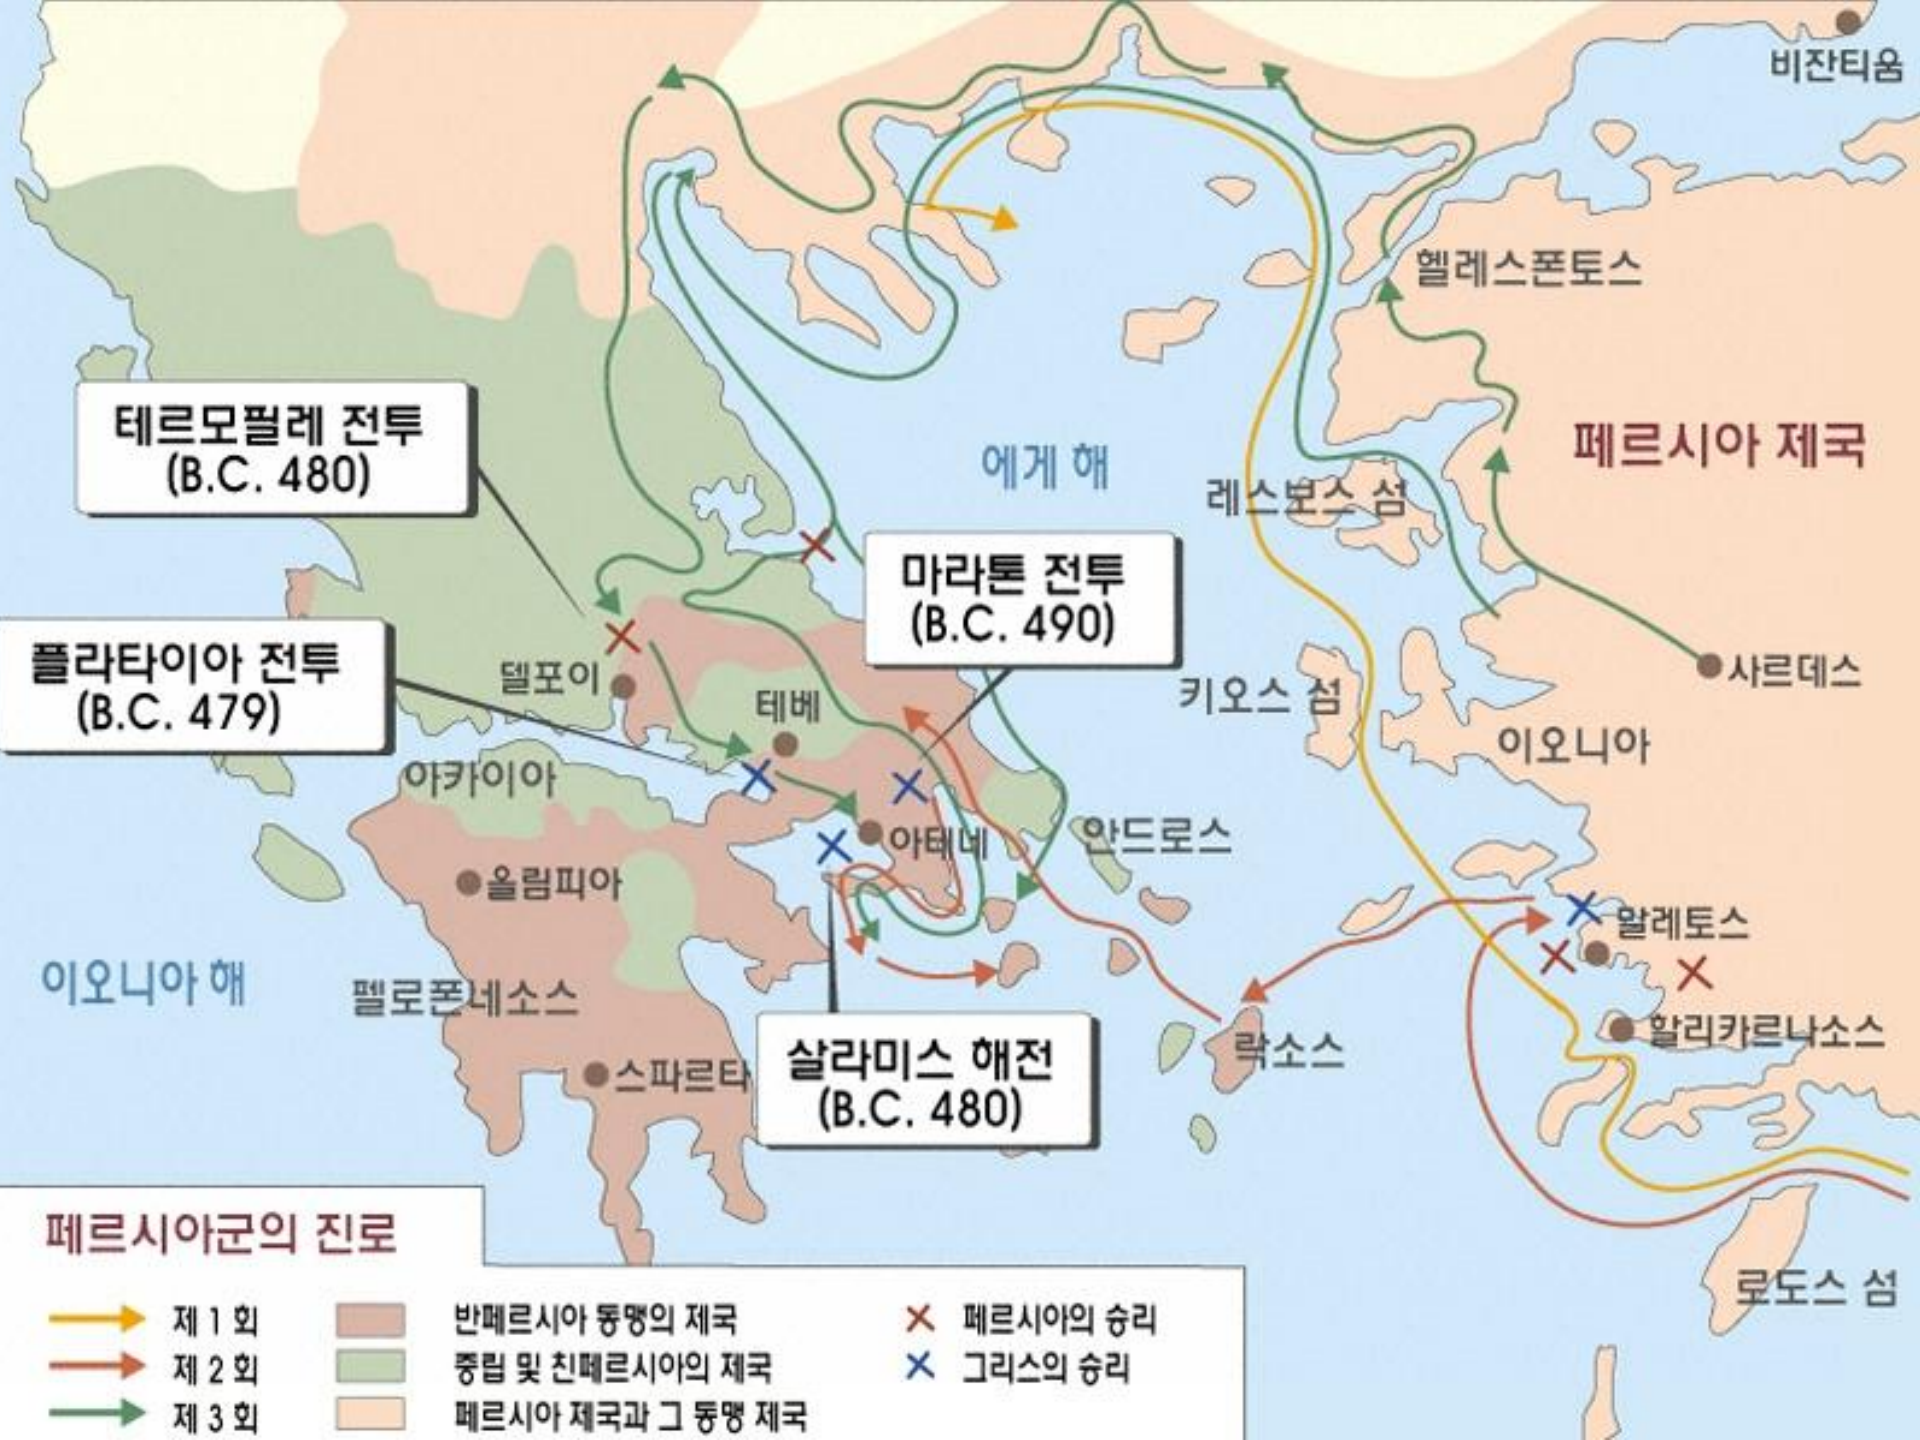 비잔티움
헬레스폰토스
테르모필레 전투
(B.C. 480)
에게 해
페르시아 제국
레스보스 섬
마라톤 전투
(B.C. 490)
플라타이아 전투
(B.C. 479)
델포이
테베
키오스 섬
사르데스
이오니아
아카이아
아테네
안드로스
올림피아
말레토스
이오니아 해
펠로폰네소스
할리카르나소스
스파르타
살라미스 해전
(B.C. 480)
락소스
로도스 섬
페르시아군의 진로
제 1 회
반페르시아 동맹의 제국
페르시아의 승리
제 2 회
중립 및 친페르시아의 제국
그리스의 승리
제 3 회
페르시아 제국과 그 동맹 제국